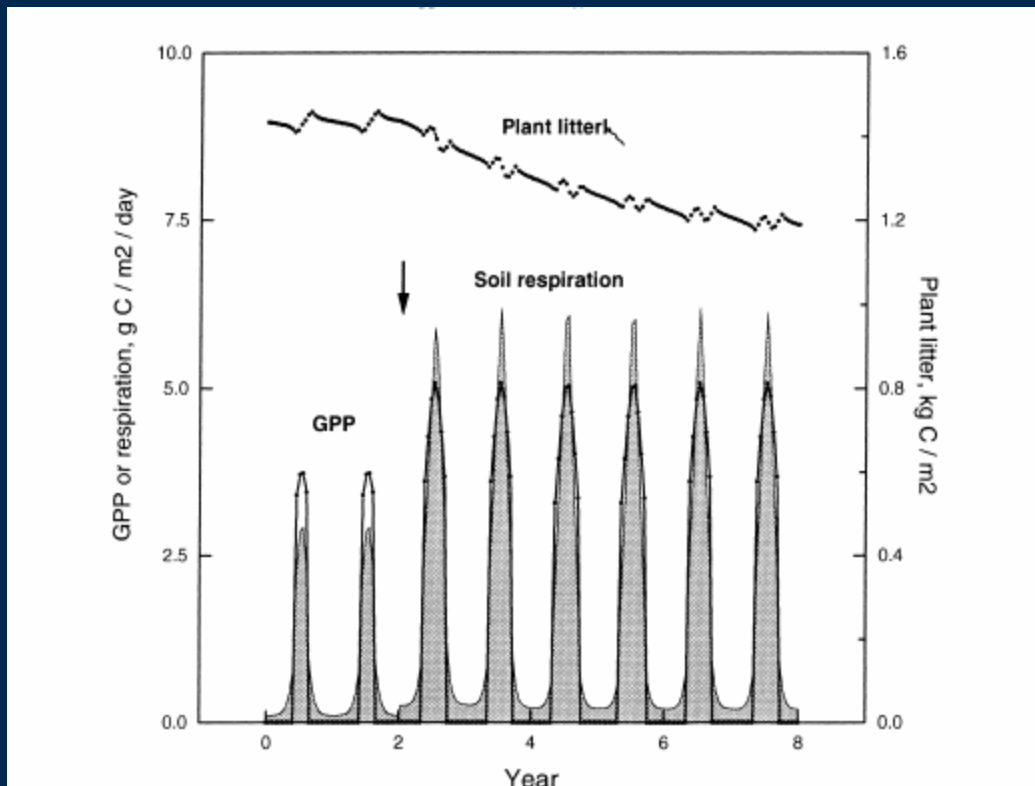 10.0
1.6
Plant litter
7.5
1.2
Soil respiration
5.0
0.8
GPP
2.5
0.4
0.0
0.0
0
2
4
6
8
Year
GPP or respiration, g C / m2 / day
Plant litter, kg C / m2